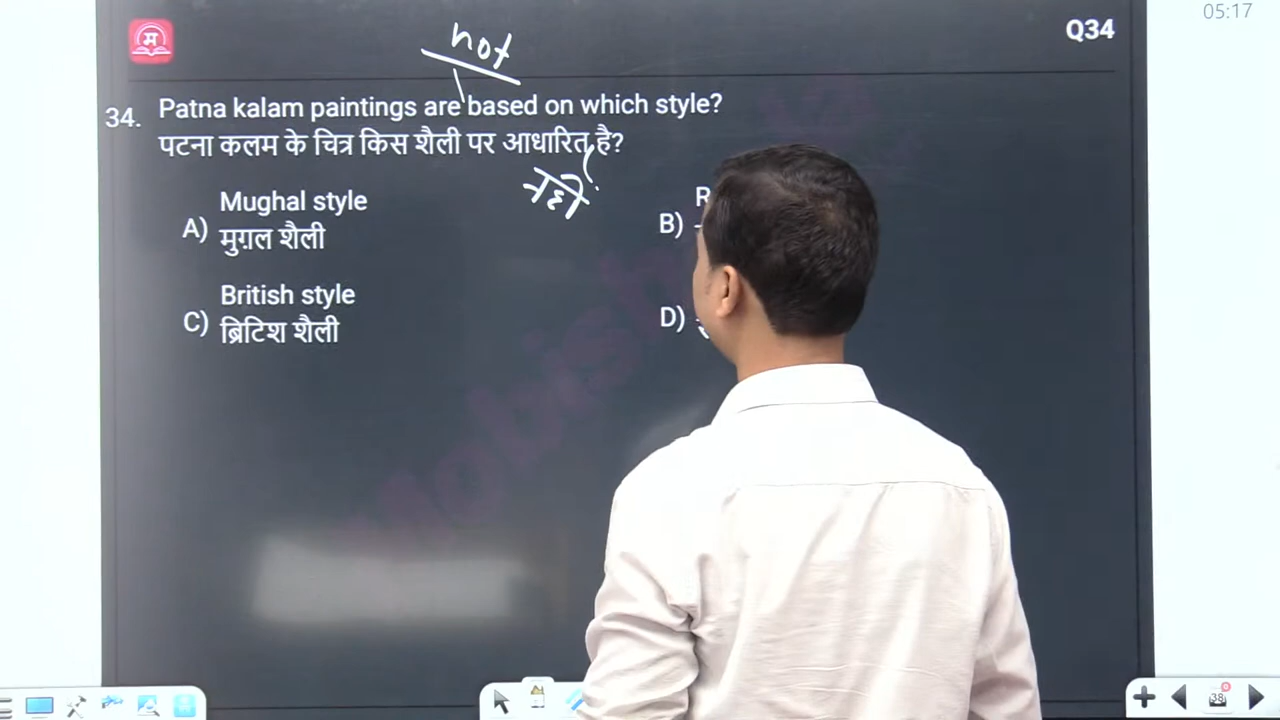 05:17
म
Q34
not
34. Patna kalam paintings are based on which style?
पटना कलम के चित्र किस शैली पर आधारित है?
नहीं
A) Mughal style
मुग़ल शैली
B)
C) British style
ब्रिटिश शैली
D)
38